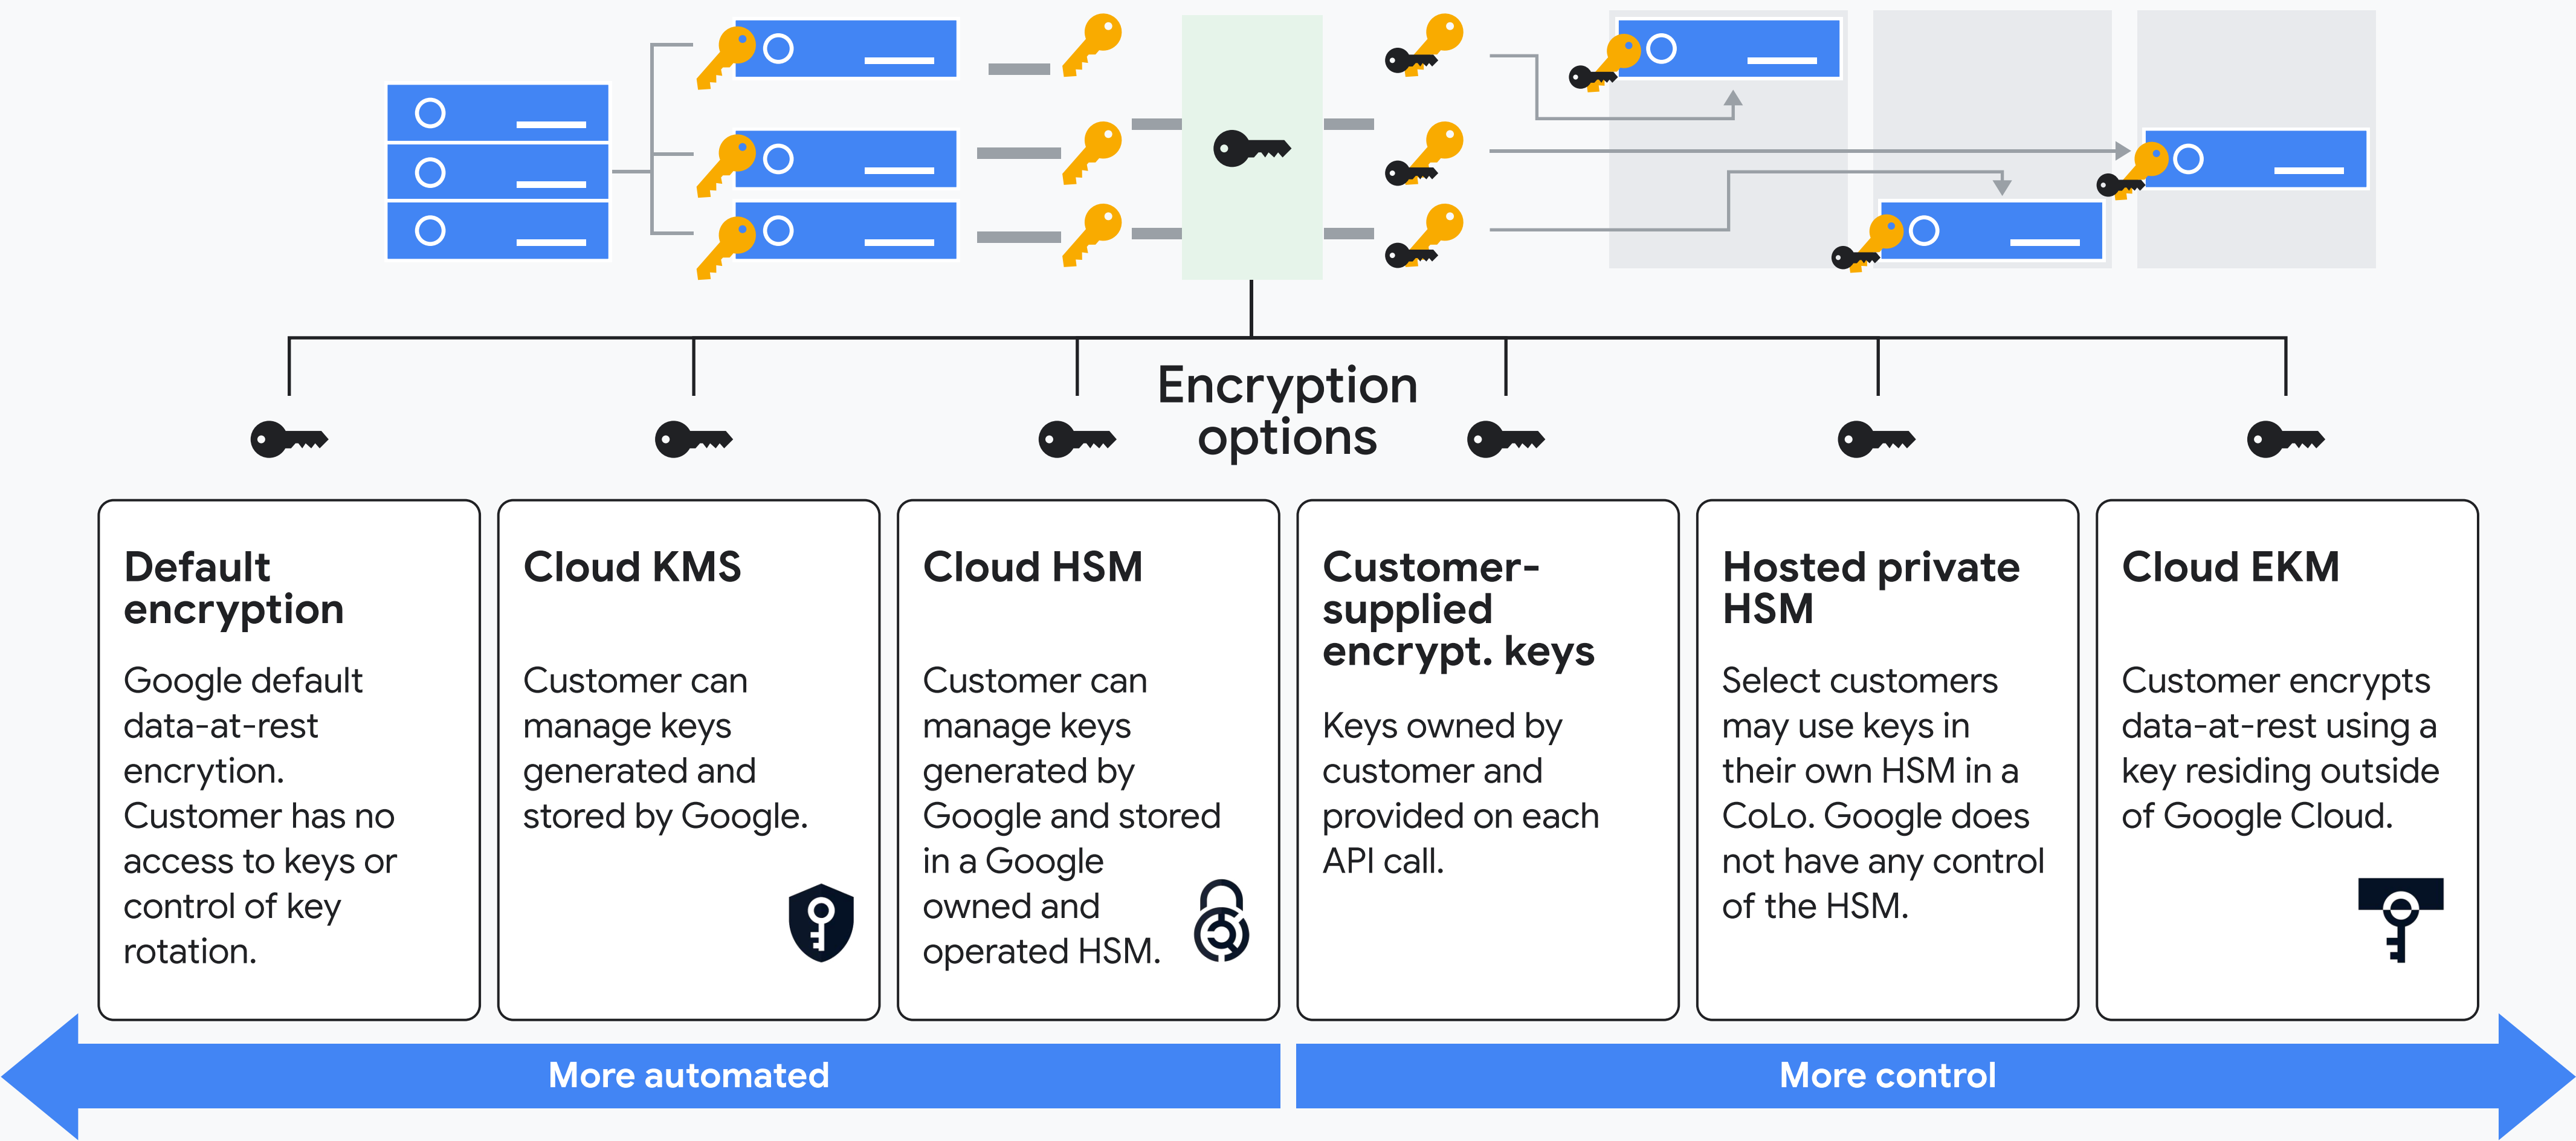 Encryption
options
Default
encryption
Google default
data-at-rest
encrytion.
Customer has no
access to keys or
control of key
rotation.
Cloud KMS
Customer can
manage keys
generated and
stored by Google.
Cloud HSM
Customer can
manage keys
generated by
Google and stored
in a Google
owned and
operated HSM.
Customer-
supplied
encrypt. keys
Keys owned by
customer and
provided on each
API call.
Hosted private
HSM
Select customers
may use keys in
their own HSM in a
CoLo. Google does
not have any control
of the HSM.
Cloud EKM
Customer encrypts
data-at-rest using a
key residing outside
of Google Cloud.
More automated
More control